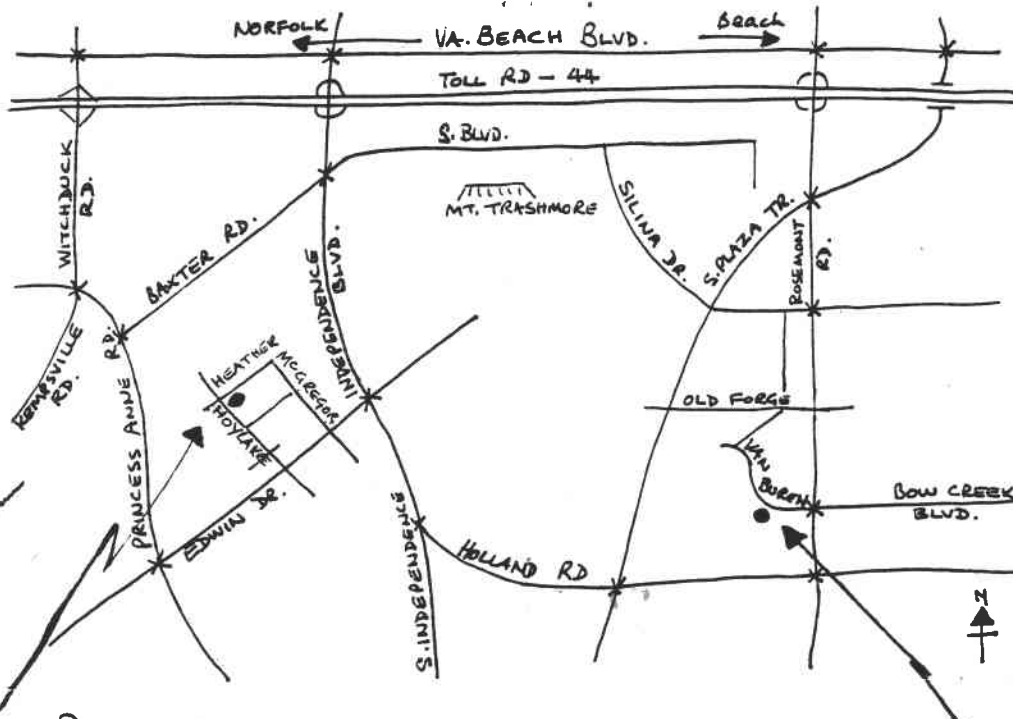 NORFOLK
VA. BEACH BLVD.
Beach
TOLL RD - 44
S. BLVD.
MT. TRASHMORE
WITCHDUCK
RD.
BAXTER RD.
INDEPENDENCE
BLVD.
SILINA DR.
S. PLAZA TR.
ROSEMONT
RD.
KEMPSVILLE
RD.
PRINCESS ANNE RD.
HEATHER
MCGREGOR
HOYLAKE
EDWIN DR.
OLD FORGE
VAN
BUREN
BOW CREEK
BLVD.
S. INDEPENDENCE
HOLLAND RD
N